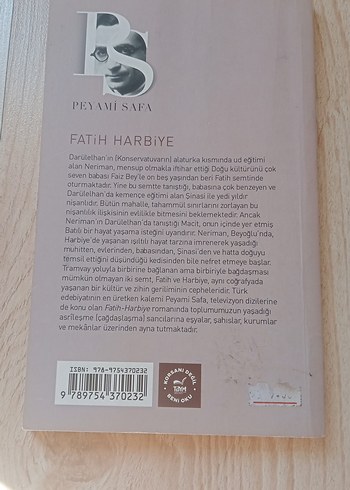 PS
PEYAMİ SAFA
FATİH HARBİYE
Darülelhan'ın (Konservatuvarın) alaturka kısmında ud eğitimi
alan Neriman, mensup olmakla iftihar ettiği Doğu kültürünü çok
seven babası Faiz Bey'le on beş yaşından beri Fatih semtinde
oturmaktadır. Yine bu semtte tanıştığı, babasına çok benzeyen ve
Darülelhan'da kemençe eğitimi alan Şinasi ile yedi yıldır
nişanlıdır. Bütün mahalle, tahammül sınırlarını zorlayan bu
nişanlılık ilişkisinin evlilikle bitmesini beklemektedir. Ancak
Neriman'ın Darülelhan'da tanıştığı Macit, onun içinde yer etmiş
Batılı bir hayat yaşama isteğini uyandırır. Neriman, Beyoğlu'nda,
Harbiye'de yaşanan ışıltılı hayat tarzına imrenerek yaşadığı
muhitten, evlerinden, babasından, Şinasi'den ve hatta doğuyu
temsil ettiğini düşündüğü kedisinden bile nefret etmeye başlar.
Tramvay yoluyla birbirine bağlanan ama birbiriyle bağdaşması
mümkün olmayan iki semt, Fatih ve Harbiye, aynı coğrafyada
yaşanan bir kültür ve zihin geriliminin cepheleridir. Türk
edebiyatının en üretken kalemi Peyami Safa, televizyon dizilerine
de konu olan Fatih-Harbiye romanında toplumumuzun yaşadığı
asrîleşme (çağdaşlaşma) sancılarına eşyalar, şahıslar, kurumlar
ve mekânlar üzerinden ayna tutmaktadır.
ISBN: 978-9754370232
9 789754 370232
KORSANI DEĞİL
BENİ OKU